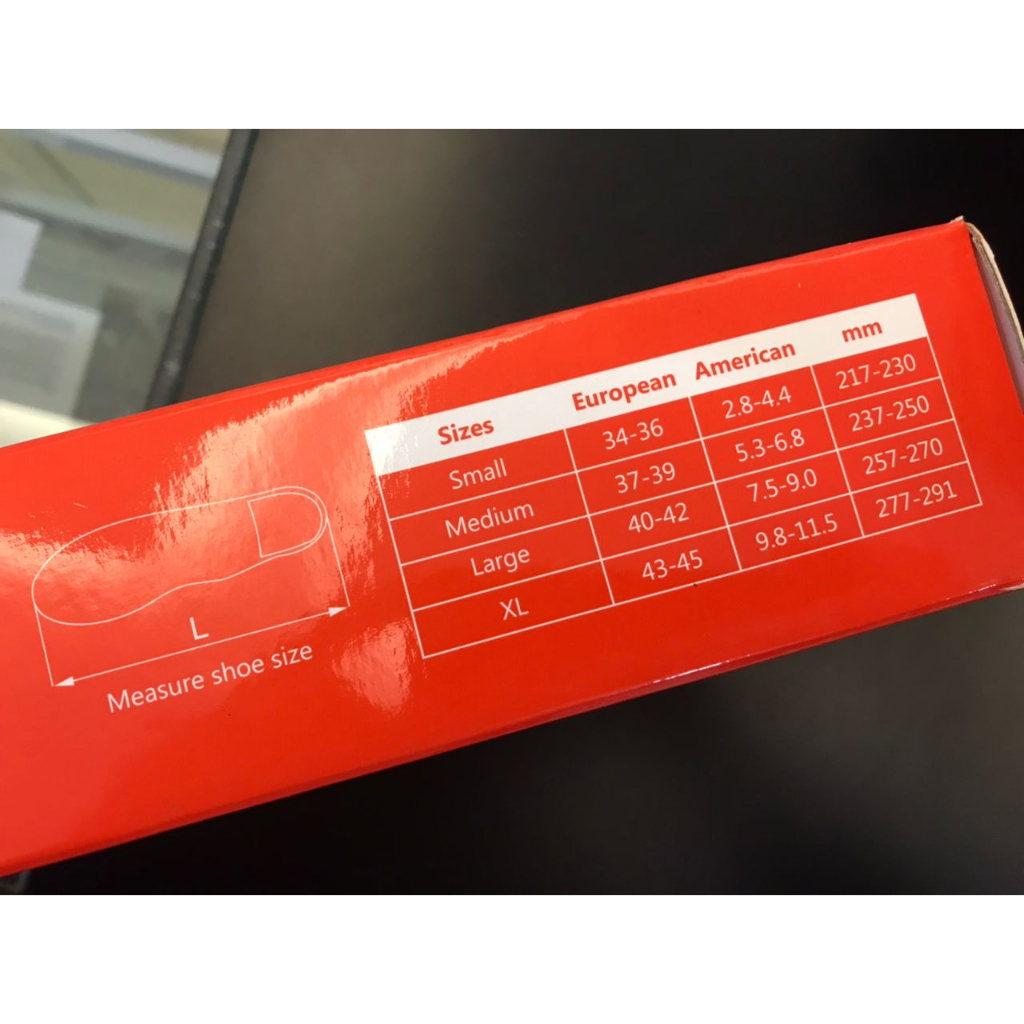 Sizes European American mm
Small 34-36 2.8-4.4 217-230
Medium 37-39 5.3-6.8 237-250
Large 40-42 7.5-9.0 257-270
XL 43-45 9.8-11.5 277-291
L
Measure shoe size